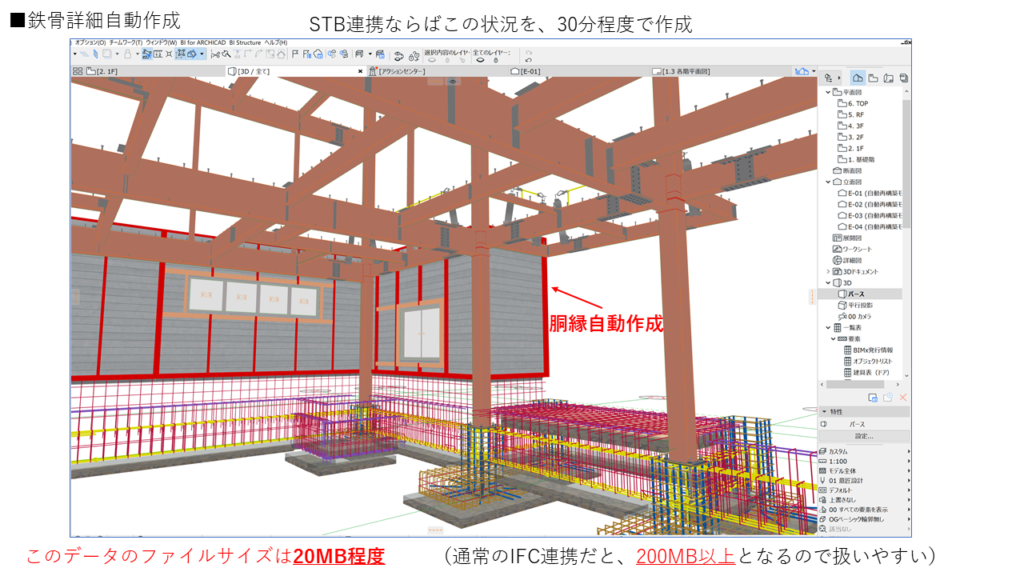 ■鉄骨詳細自動作成
STB連携ならばこの状況を、30分程度で作成
オプション(O) チームワーク(T) ウィンドウ(W) BI for ARCHICAD BI Structure ヘルプ(H)
選択内容のレイヤー: 全てのレイヤー:
[2. 1F]
[3D / 全て]
[アクションセンター]
[E-01]
[1.3 各階平面図]
平面図
6. TOP
5. RF
4. 3F
3. 2F
2. 1F
1. 基礎階
断面図
立面図
E-01 (自動再構築モ
E-02 (自動再構築モ
E-03 (自動再構築モ
E-04 (自動再構築モ
展開図
ワークシート
詳細図
3Dドキュメント
3D
パース
平行投影
00 カメラ
一覧表
要素
BIMx発行情報
オブジェクトリスト
建具表（ドア）
胴縁自動作成
特性
パース
設定...
カスタム
1:100
モデル全体
01 意匠設計
デフォルト
上書きなし
00 すべての要素を表示
OGベーシック輪郭無し
該当なし
このデータのファイルサイズは20MB程度
（通常のIFC連携だと、200MB以上となるので扱いやすい）